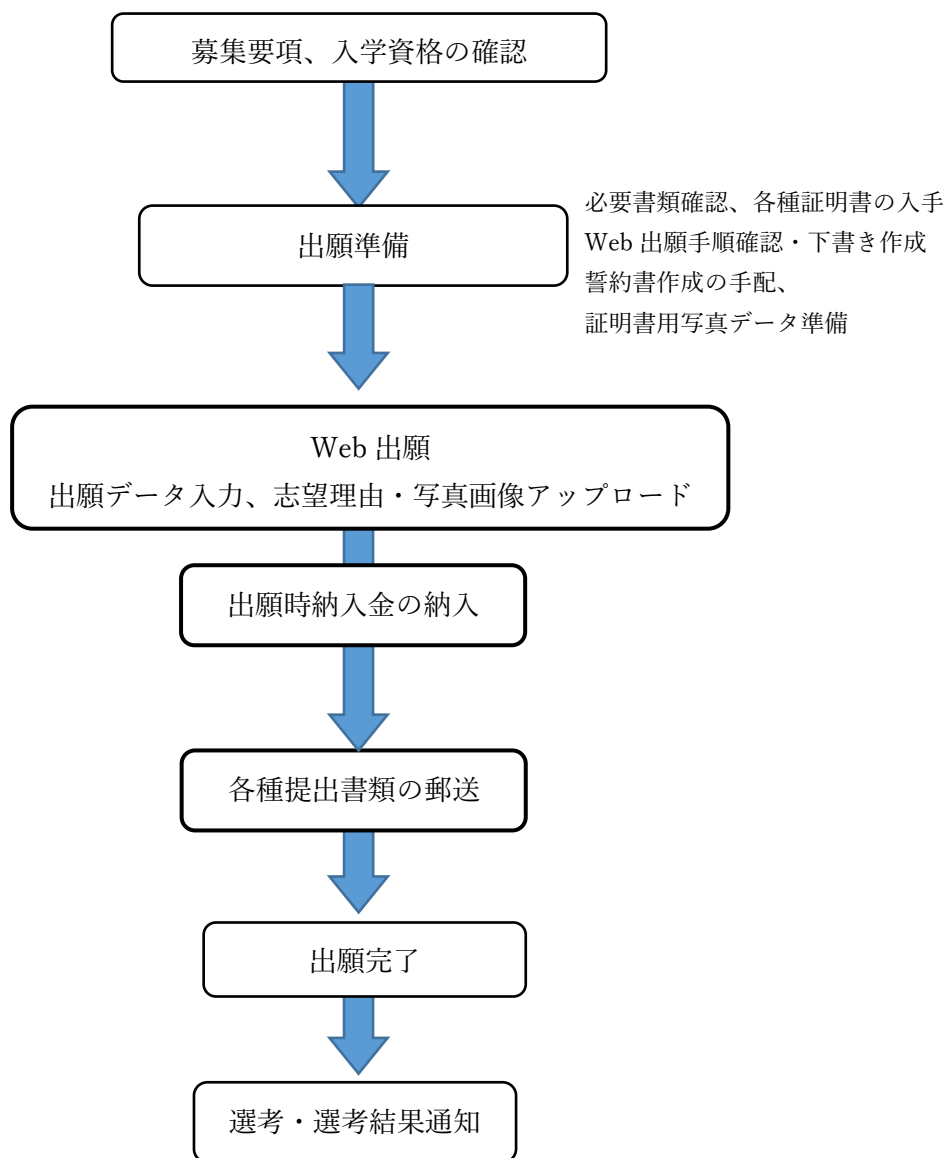 募集要項、入学資格の確認
出願準備
必要書類確認、各種証明書の入手
Web 出願手順確認・下書き作成
誓約書作成の手配、
証明書用写真データ準備
Web 出願
出願データ入力、志望理由・写真画像アップロード
出願時納入金の納入
各種提出書類の郵送
出願完了
選考・選考結果通知